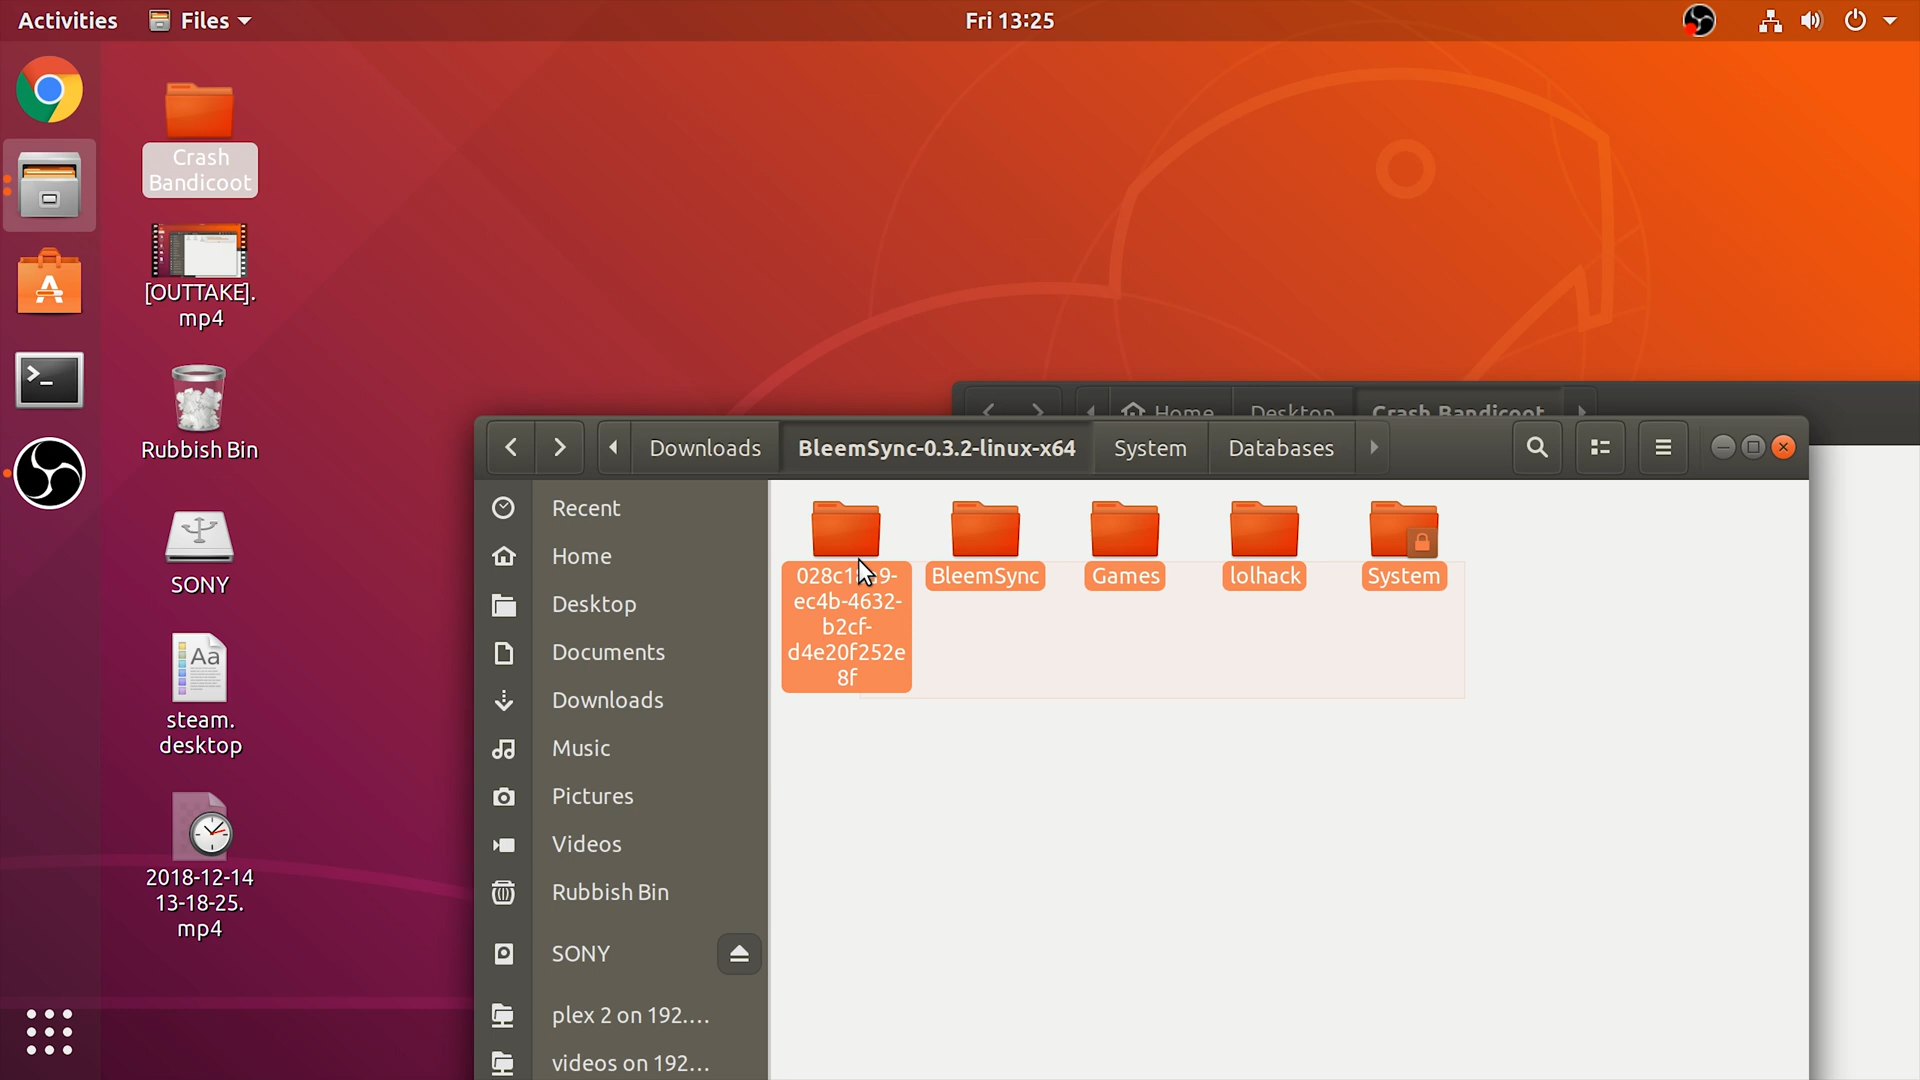 Activities
Files
Fri 13:25
Crash
Bandicoot
[OUTTAKE].
mp4
Rubbish Bin
SONY
Aa
steam.
desktop
2018-12-14
13-18-25.
mp4
Home
Desktop
Crash Bandicoot
Downloads
BleemSync-0.3.2-linux-x64
System
Databases
Recent
Home
Desktop
Documents
Downloads
Music
Pictures
Videos
Rubbish Bin
SONY
plex 2 on 192....
videos on 192...
ec4b-4632-
b2cf-
d4e20f252e
8f
BleemSync
Games
lolhack
System